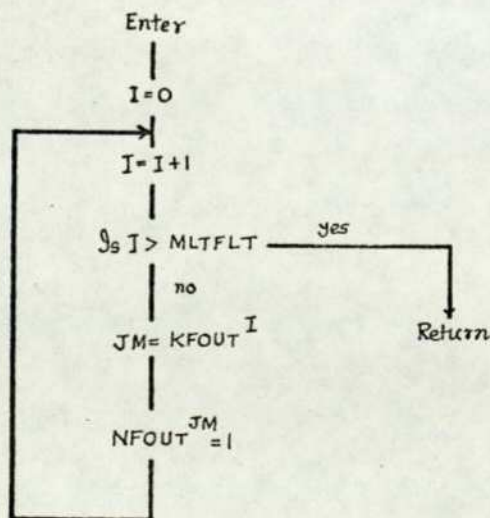 Enter
I=0
I=I+1
Is I > MLTFLT
yes
no
JM=KFOUT^I
Return
NFOUT^JM=1